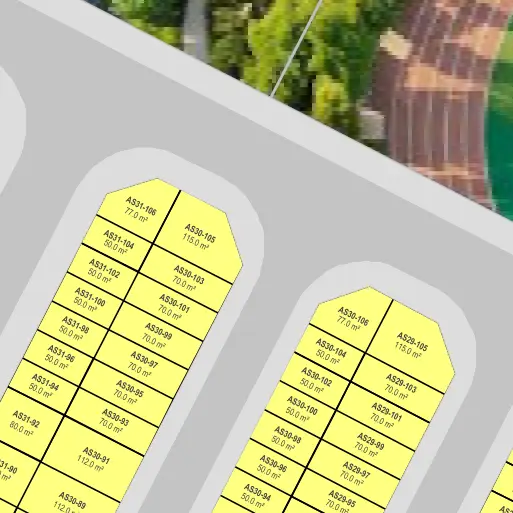 AS31-106
77.0 m²
AS30-105
115.0 m²
AS31-104
50.0 m²
AS30-103
70.0 m²
AS31-102
50.0 m²
AS30-101
70.0 m²
AS31-100
50.0 m²
AS30-99
70.0 m²
AS31-98
50.0 m²
AS30-97
70.0 m²
AS31-96
50.0 m²
AS30-95
70.0 m²
AS31-94
50.0 m²
AS30-93
70.0 m²
AS31-92
80.0 m²
AS30-91
112.0 m²
AS30-89
112.0 m²
AS30-106
77.0 m²
AS29-105
115.0 m²
AS30-104
50.0 m²
AS29-103
70.0 m²
AS30-102
50.0 m²
AS29-101
70.0 m²
AS30-100
50.0 m²
AS29-99
70.0 m²
AS30-98
50.0 m²
AS29-97
70.0 m²
AS30-96
50.0 m²
AS29-95
70.0 m²
AS30-94
50.0 m²